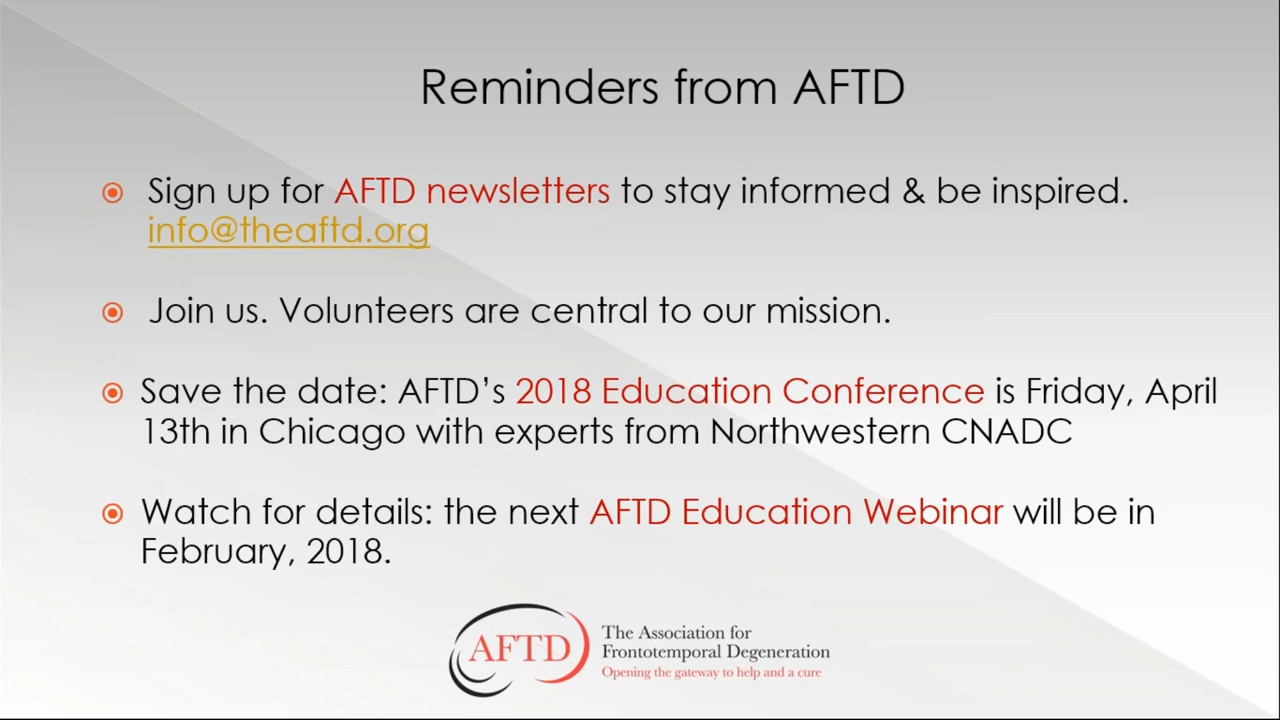 Reminders from AFTD
Sign up for AFTD newsletters to stay informed & be inspired.
info@theaftd.org
Join us. Volunteers are central to our mission.
Save the date: AFTD’s 2018 Education Conference is Friday, April
13th in Chicago with experts from Northwestern CNADC
Watch for details: the next AFTD Education Webinar will be in
February, 2018.
AFTD
The Association for
Frontotemporal Degeneration
Opening the gateway to help and a cure